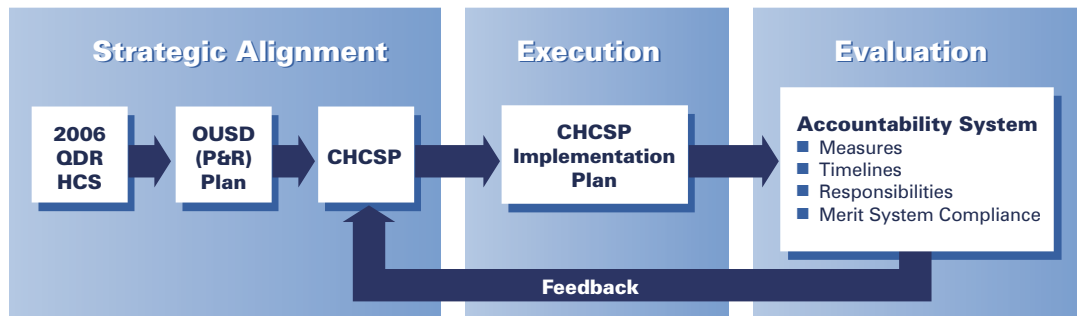 Strategic Alignment
2006
QDR
HCS
OUSD
(P&R)
Plan
CHCSP
Execution
CHCSP
Implementation
Plan
Evaluation
Accountability System
Measures
Timelines
Responsibilities
Merit System Compliance
Feedback